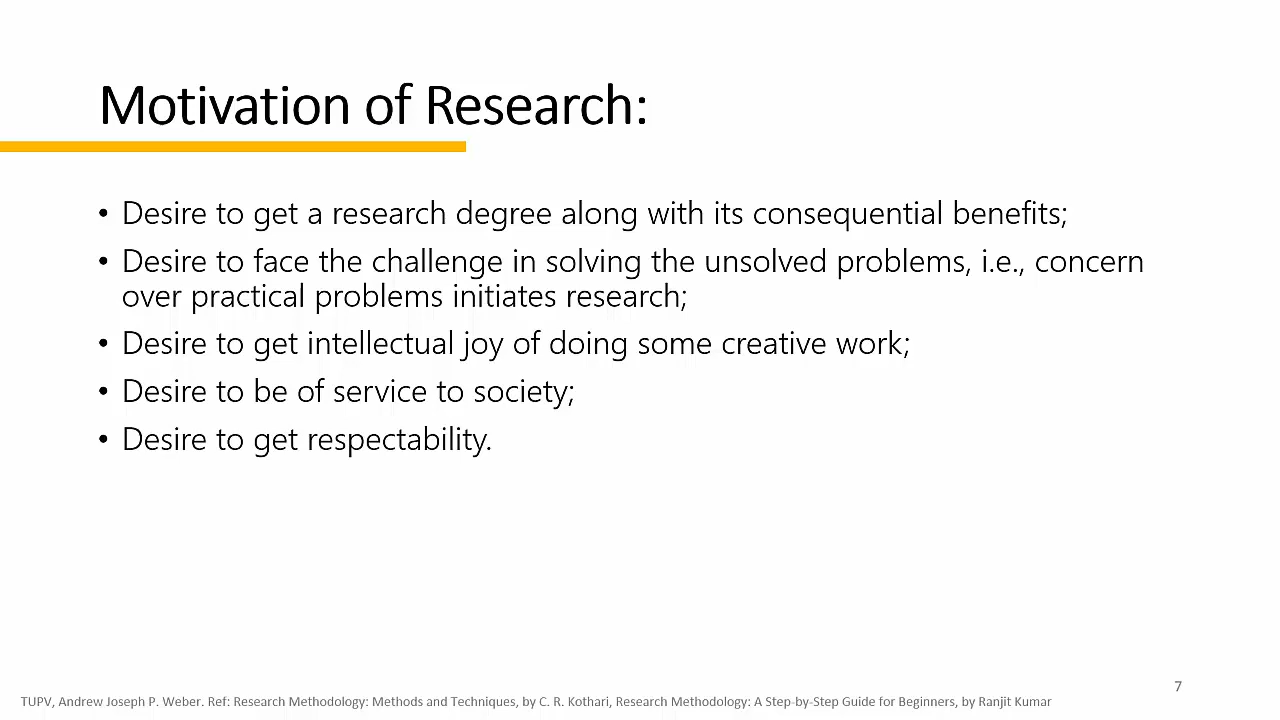 Motivation of Research:
• Desire to get a research degree along with its consequential benefits;
• Desire to face the challenge in solving the unsolved problems, i.e., concern
over practical problems initiates research;
• Desire to get intellectual joy of doing some creative work;
• Desire to be of service to society;
• Desire to get respectability.
7
TUPV, Andrew Joseph P. Weber. Ref: Research Methodology: Methods and Techniques, by C. R. Kothari, Research Methodology: A Step-by-Step Guide for Beginners, by Ranjit Kumar